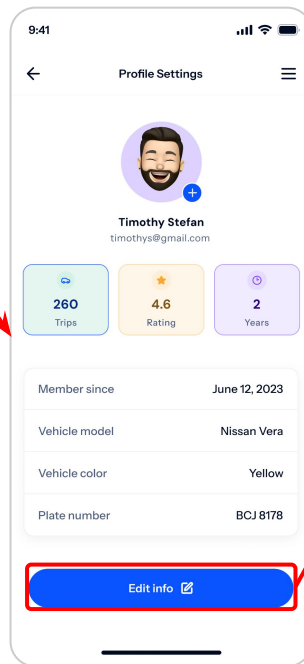 9:41
Profile Settings
Timothy Stefan
timothys@gmail.com
260 4.6 2
Trips Rating Years
Member since June 12, 2023
Vehicle model Nissan Vera
Vehicle color Yellow
Plate number BCJ 8178
Edit info